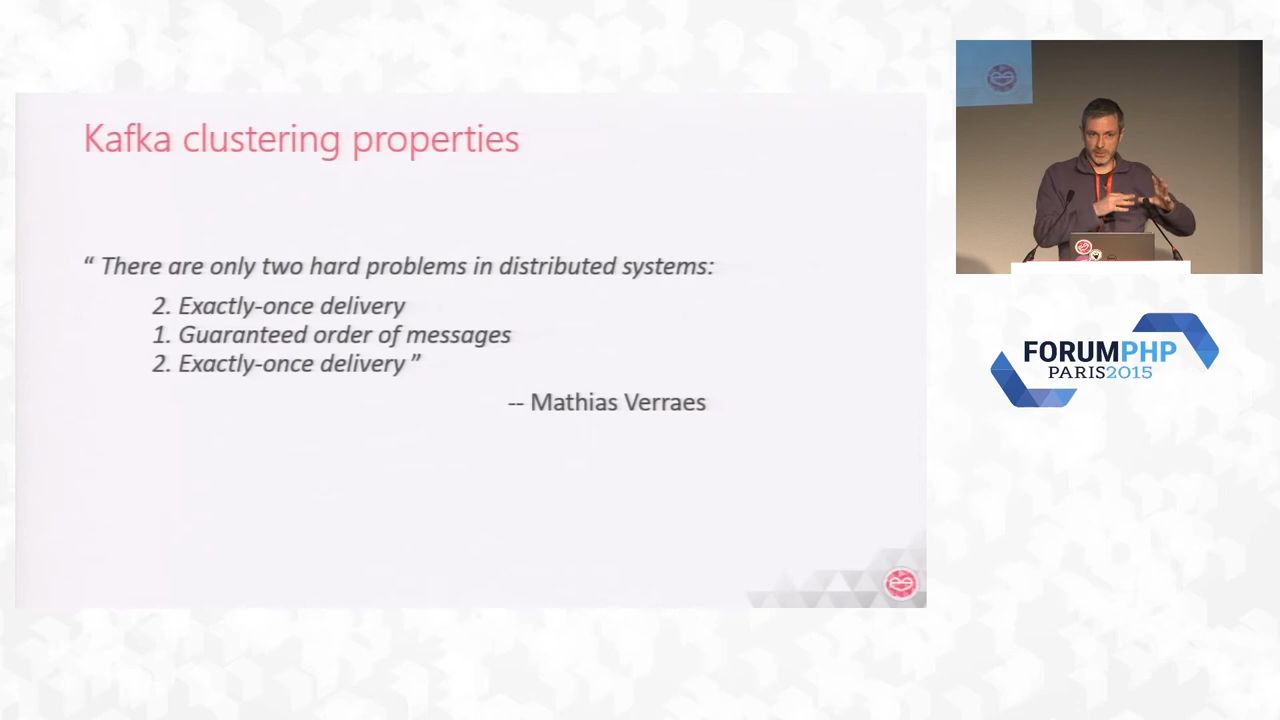 Kafka clustering properties
“ There are only two hard problems in distributed systems:
2. Exactly-once delivery
1. Guaranteed order of messages
2. Exactly-once delivery ”
-- Mathias Verraes
FORUMPHP
PARIS2015